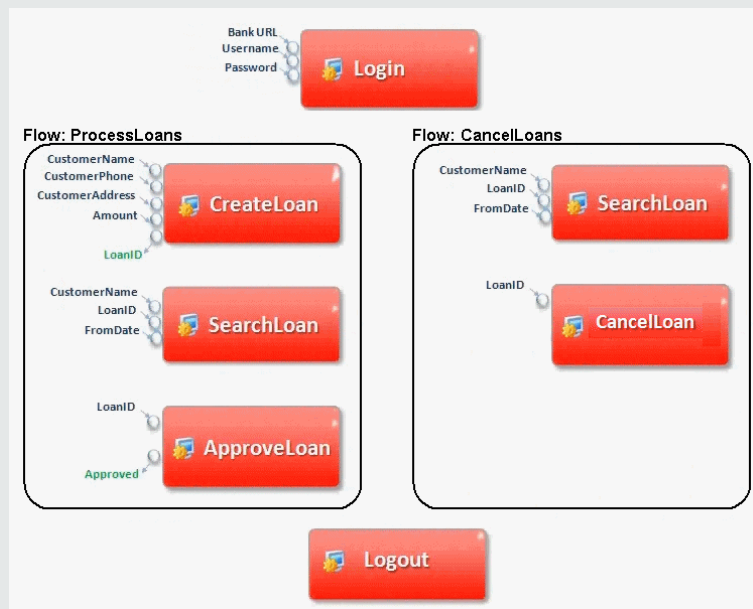 Bank URL
Username
Password
Login
Flow: ProcessLoans
CustomerName
CustomerPhone
CustomerAddress
Amount
LoanID
CreateLoan
CustomerName
LoanID
FromDate
SearchLoan
LoanID
Approved
ApproveLoan
Flow: CancelLoans
CustomerName
LoanID
FromDate
SearchLoan
LoanID
CancelLoan
Logout